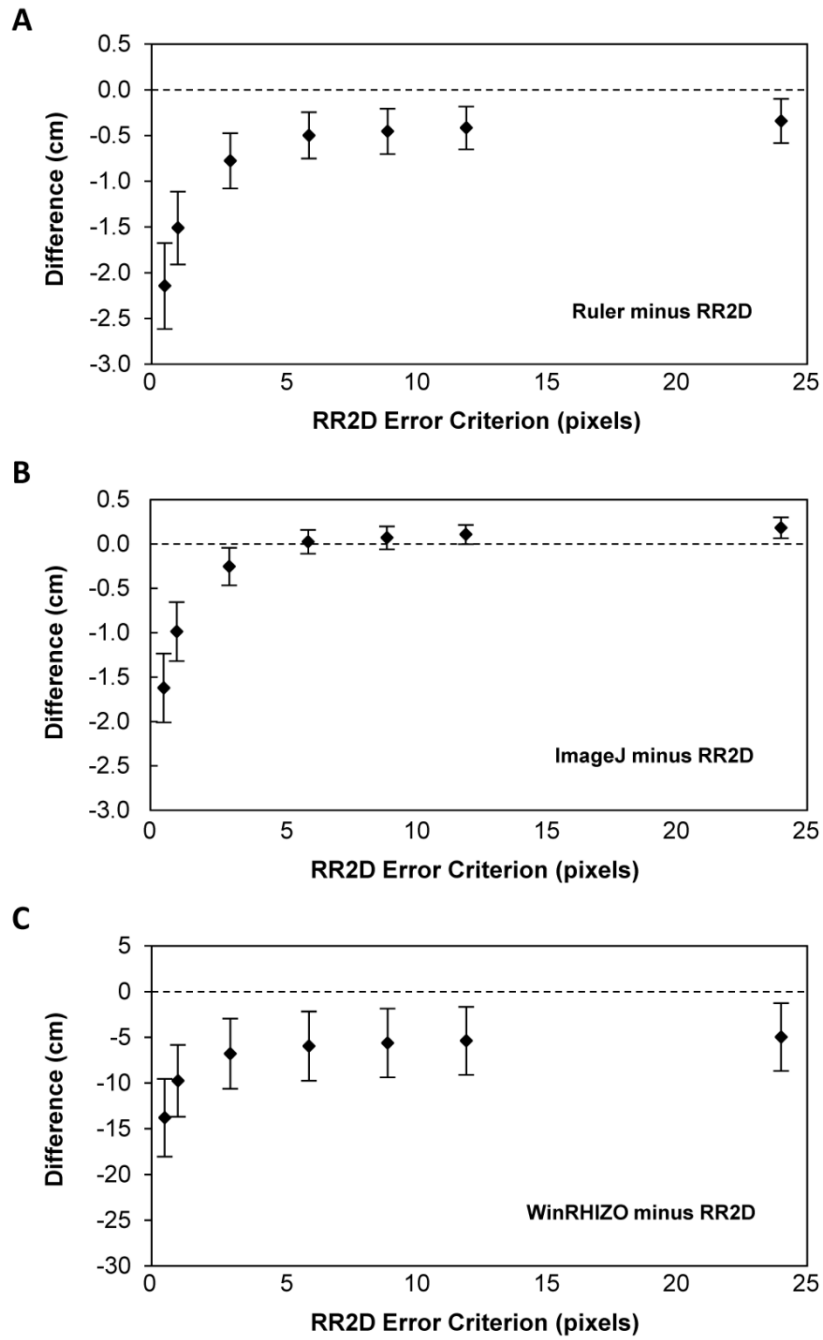 A
0.5
0.0
-0.5
-1.0
-1.5
-2.0
-2.5
-3.0
Difference (cm)
Ruler minus RR2D
0 5 10 15 20 25
RR2D Error Criterion (pixels)
B
0.5
0.0
-0.5
-1.0
-1.5
-2.0
-2.5
-3.0
Difference (cm)
ImageJ minus RR2D
0 5 10 15 20 25
RR2D Error Criterion (pixels)
C
5
0
-5
-10
-15
-20
-25
-30
Difference (cm)
WinRHIZO minus RR2D
0 5 10 15 20 25
RR2D Error Criterion (pixels)